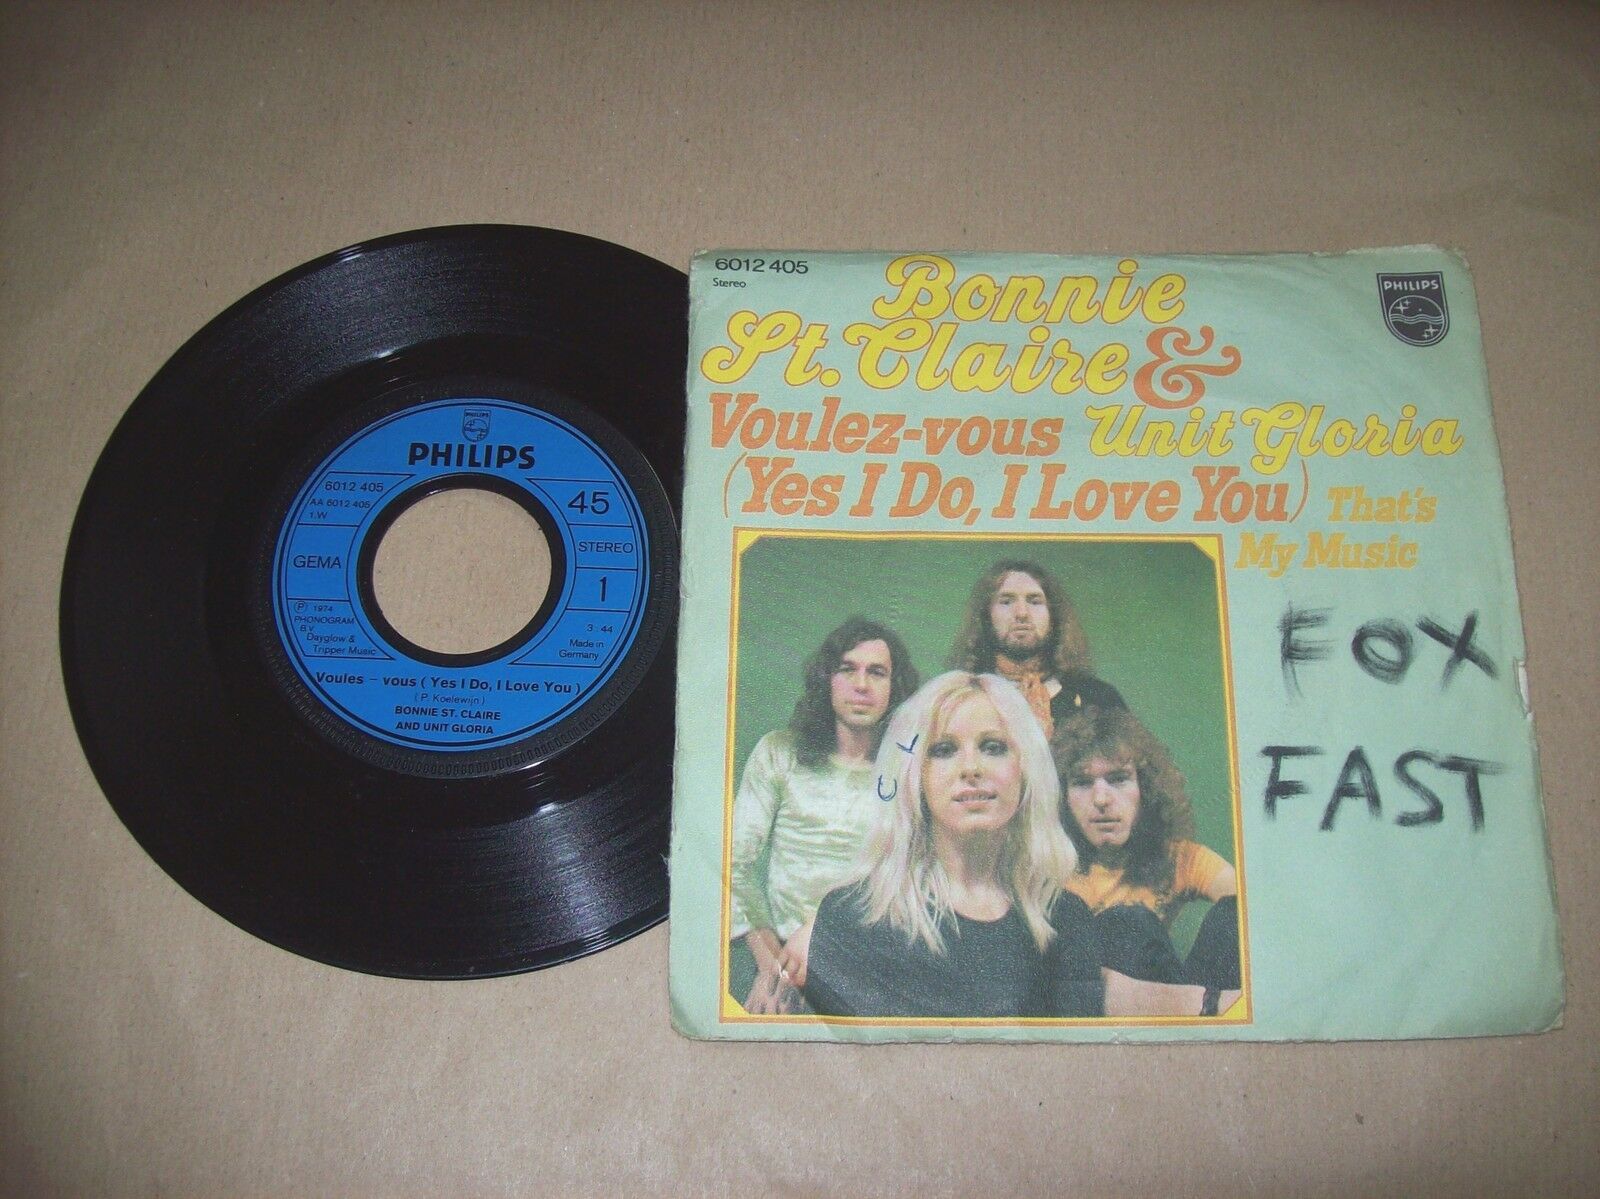 PHILIPS
PHILIPS
6012 405
AA 6012 405
1.W
GEMA
Ⓟ 1974
PHONOGRAM
B.V
Dayglow &
Tripper Music
45
STEREO
1
3:44
Made in
Germany
Voules – vous ( Yes I Do, I Love You )
( P. Koelewijn )
BONNIE ST. CLAIRE
AND UNIT GLORIA
6012 405
Stereo
PHILIPS
Bonnie
St. Claire &
Unit Gloria
Voulez-vous
(Yes I Do, I Love You)
That's
My Music
FOX
FAST